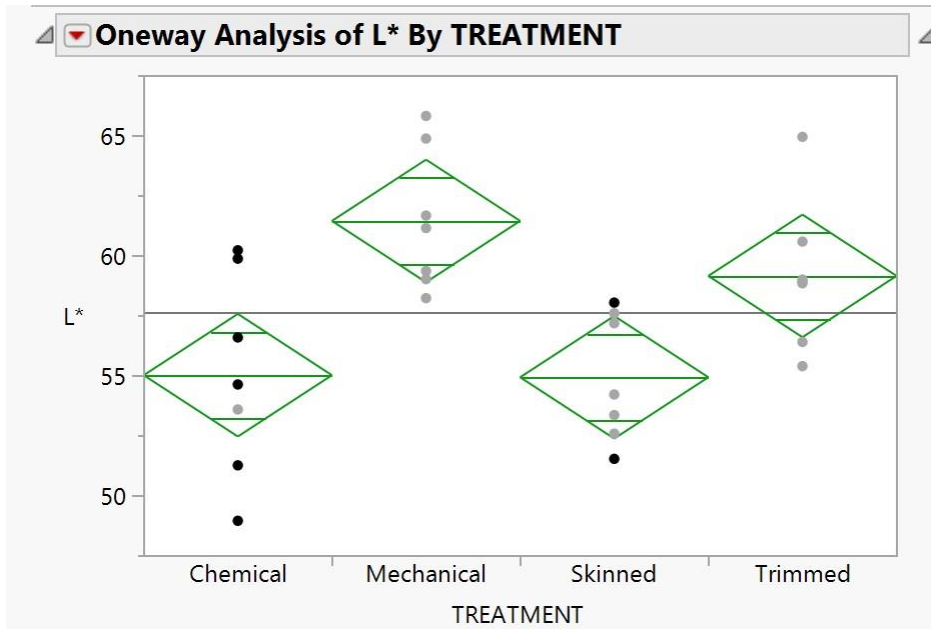 Oneway Analysis of L* By TREATMENT
65
60
L*
55
50
Chemical Mechanical Skinned Trimmed
TREATMENT